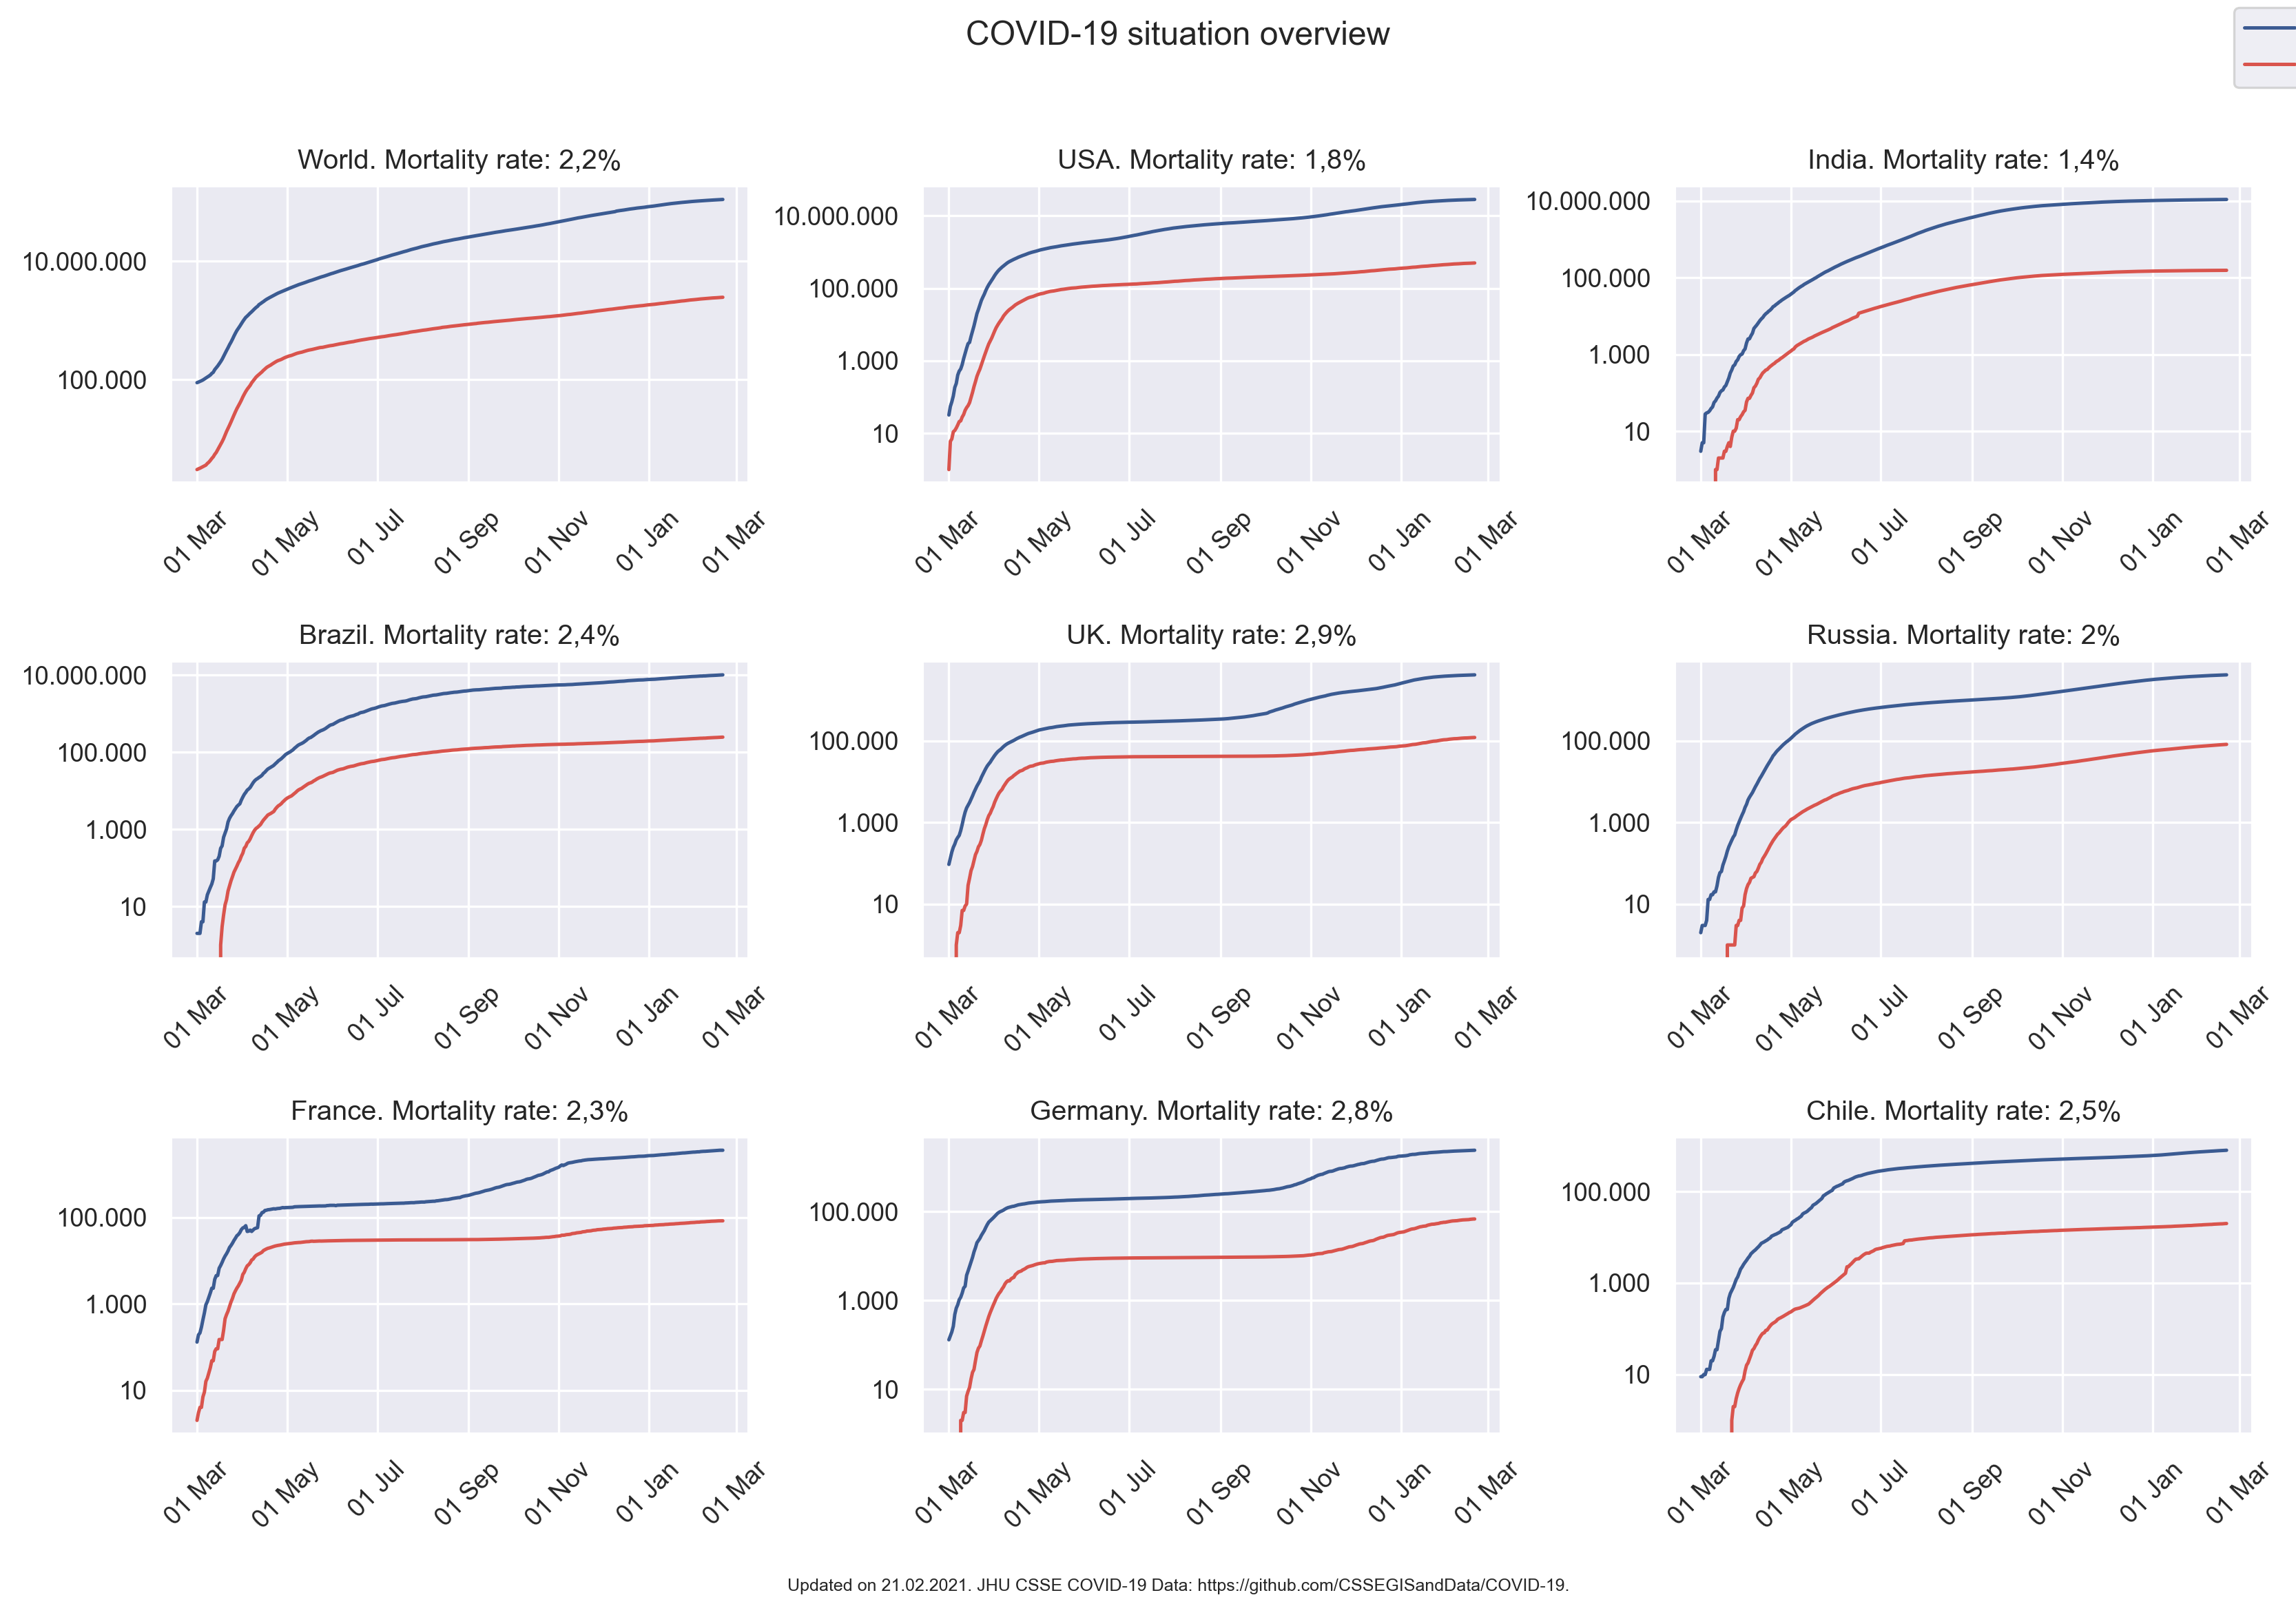 COVID-19 situation overview
World. Mortality rate: 2,2%
10.000.000
100.000
01 Mar
01 May
01 Jul
01 Sep
01 Nov
01 Jan
01 Mar
USA. Mortality rate: 1,8%
10.000.000
100.000
1.000
10
01 Mar
01 May
01 Jul
01 Sep
01 Nov
01 Jan
01 Mar
India. Mortality rate: 1,4%
10.000.000
100.000
1.000
10
01 Mar
01 May
01 Jul
01 Sep
01 Nov
01 Jan
01 Mar
Brazil. Mortality rate: 2,4%
10.000.000
100.000
1.000
10
01 Mar
01 May
01 Jul
01 Sep
01 Nov
01 Jan
01 Mar
UK. Mortality rate: 2,9%
100.000
1.000
10
01 Mar
01 May
01 Jul
01 Sep
01 Nov
01 Jan
01 Mar
Russia. Mortality rate: 2%
100.000
1.000
10
01 Mar
01 May
01 Jul
01 Sep
01 Nov
01 Jan
01 Mar
France. Mortality rate: 2,3%
100.000
1.000
10
01 Mar
01 May
01 Jul
01 Sep
01 Nov
01 Jan
01 Mar
Germany. Mortality rate: 2,8%
100.000
1.000
10
01 Mar
01 May
01 Jul
01 Sep
01 Nov
01 Jan
01 Mar
Chile. Mortality rate: 2,5%
100.000
1.000
10
01 Mar
01 May
01 Jul
01 Sep
01 Nov
01 Jan
01 Mar
Updated on 21.02.2021. JHU CSSE COVID-19 Data: https://github.com/CSSEGISandData/COVID-19.